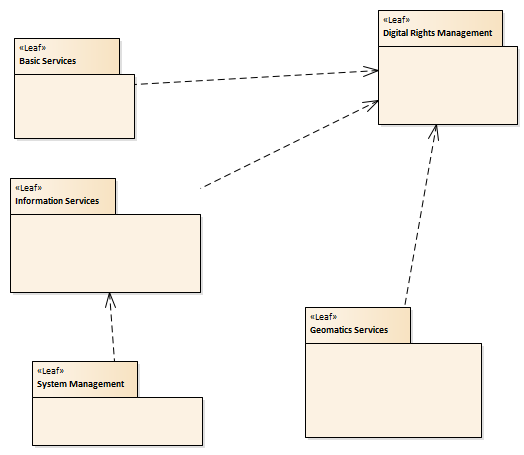 «Leaf»
Digital Rights Management
«Leaf»
Basic Services
«Leaf»
Information Services
«Leaf»
Geomatics Services
«Leaf»
System Management